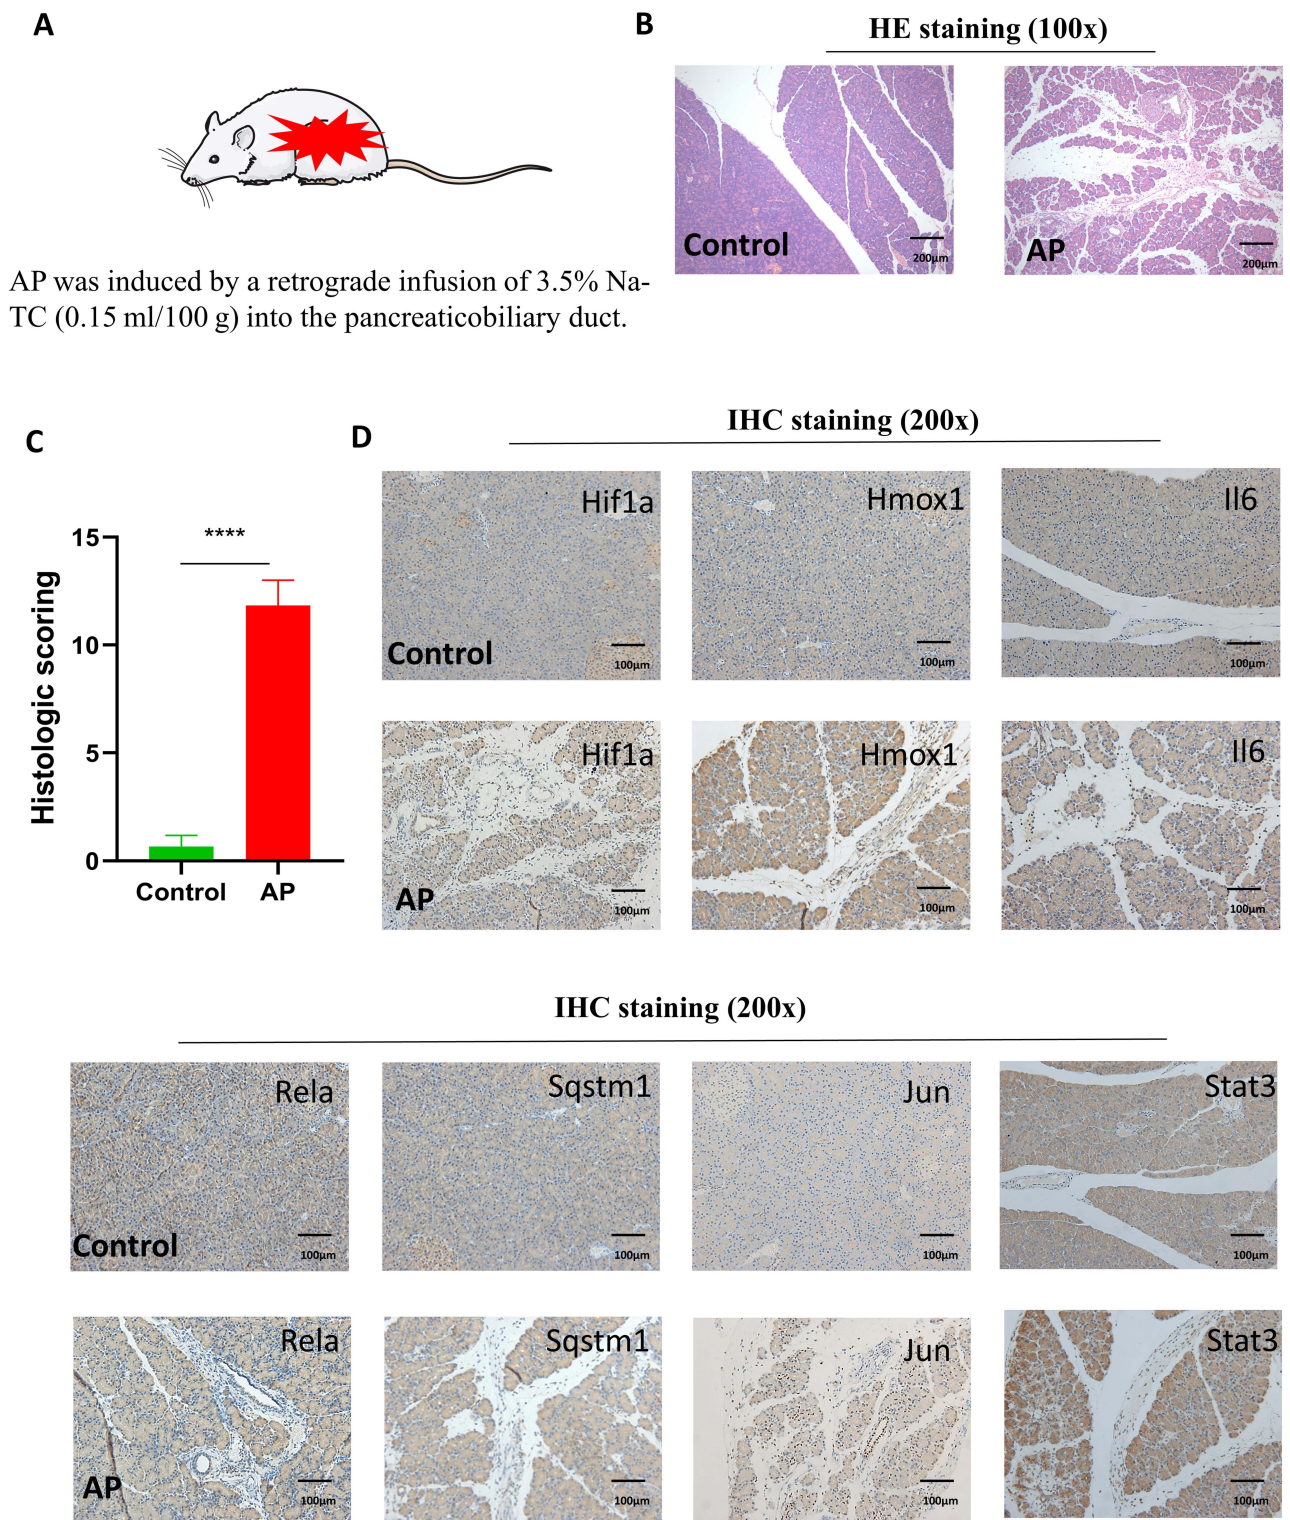 A
B
HE staining (100x)
Control
200μm
AP
200μm
AP was induced by a retrograde infusion of 3.5% Na-
TC (0.15 ml/100 g) into the pancreaticobiliary duct.
C
D
IHC staining (200x)
Histologic scoring
15
10
5
0
****
Control
AP
Hif1a
Control
100μm
Hmox1
100μm
Il6
100μm
Hif1a
AP
100μm
Hmox1
100μm
Il6
100μm
IHC staining (200x)
Rela
Control
100μm
Sqstm1
100μm
Jun
100μm
Stat3
100μm
Rela
AP
100μm
Sqstm1
100μm
Jun
100μm
Stat3
100μm